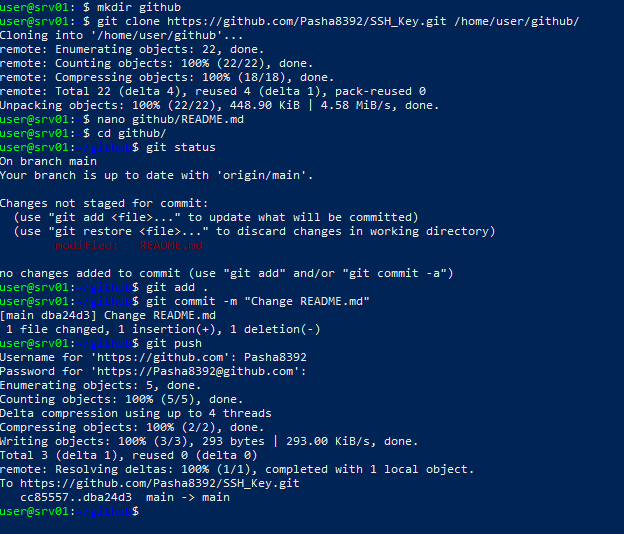 user@srv01:~$ mkdir github
user@srv01:~$ git clone https://github.com/Pasha8392/SSH_Key.git /home/user/github/
Cloning into '/home/user/github'...
remote: Enumerating objects: 22, done.
remote: Counting objects: 100% (22/22), done.
remote: Compressing objects: 100% (18/18), done.
remote: Total 22 (delta 4), reused 4 (delta 1), pack-reused 0
Unpacking objects: 100% (22/22), 448.90 KiB | 4.58 MiB/s, done.
user@srv01:~$ nano github/README.md
user@srv01:~$ cd github/
user@srv01:~/github$ git status
On branch main
Your branch is up to date with 'origin/main'.

Changes not staged for commit:
  (use "git add <file>..." to update what will be committed)
  (use "git restore <file>..." to discard changes in working directory)
        modified:   README.md

no changes added to commit (use "git add" and/or "git commit -a")
user@srv01:~/github$ git add .
user@srv01:~/github$ git commit -m "Change README.md"
[main dba24d3] Change README.md
 1 file changed, 1 insertion(+), 1 deletion(-)
user@srv01:~/github$ git push
Username for 'https://github.com': Pasha8392
Password for 'https://Pasha8392@github.com':
Enumerating objects: 5, done.
Counting objects: 100% (5/5), done.
Delta compression using up to 4 threads
Compressing objects: 100% (2/2), done.
Writing objects: 100% (3/3), 293 bytes | 293.00 KiB/s, done.
Total 3 (delta 1), reused 0 (delta 0)
remote: Resolving deltas: 100% (1/1), completed with 1 local object.
To https://github.com/Pasha8392/SSH_Key.git
   cc85557..dba24d3  main -> main
user@srv01:~/github$